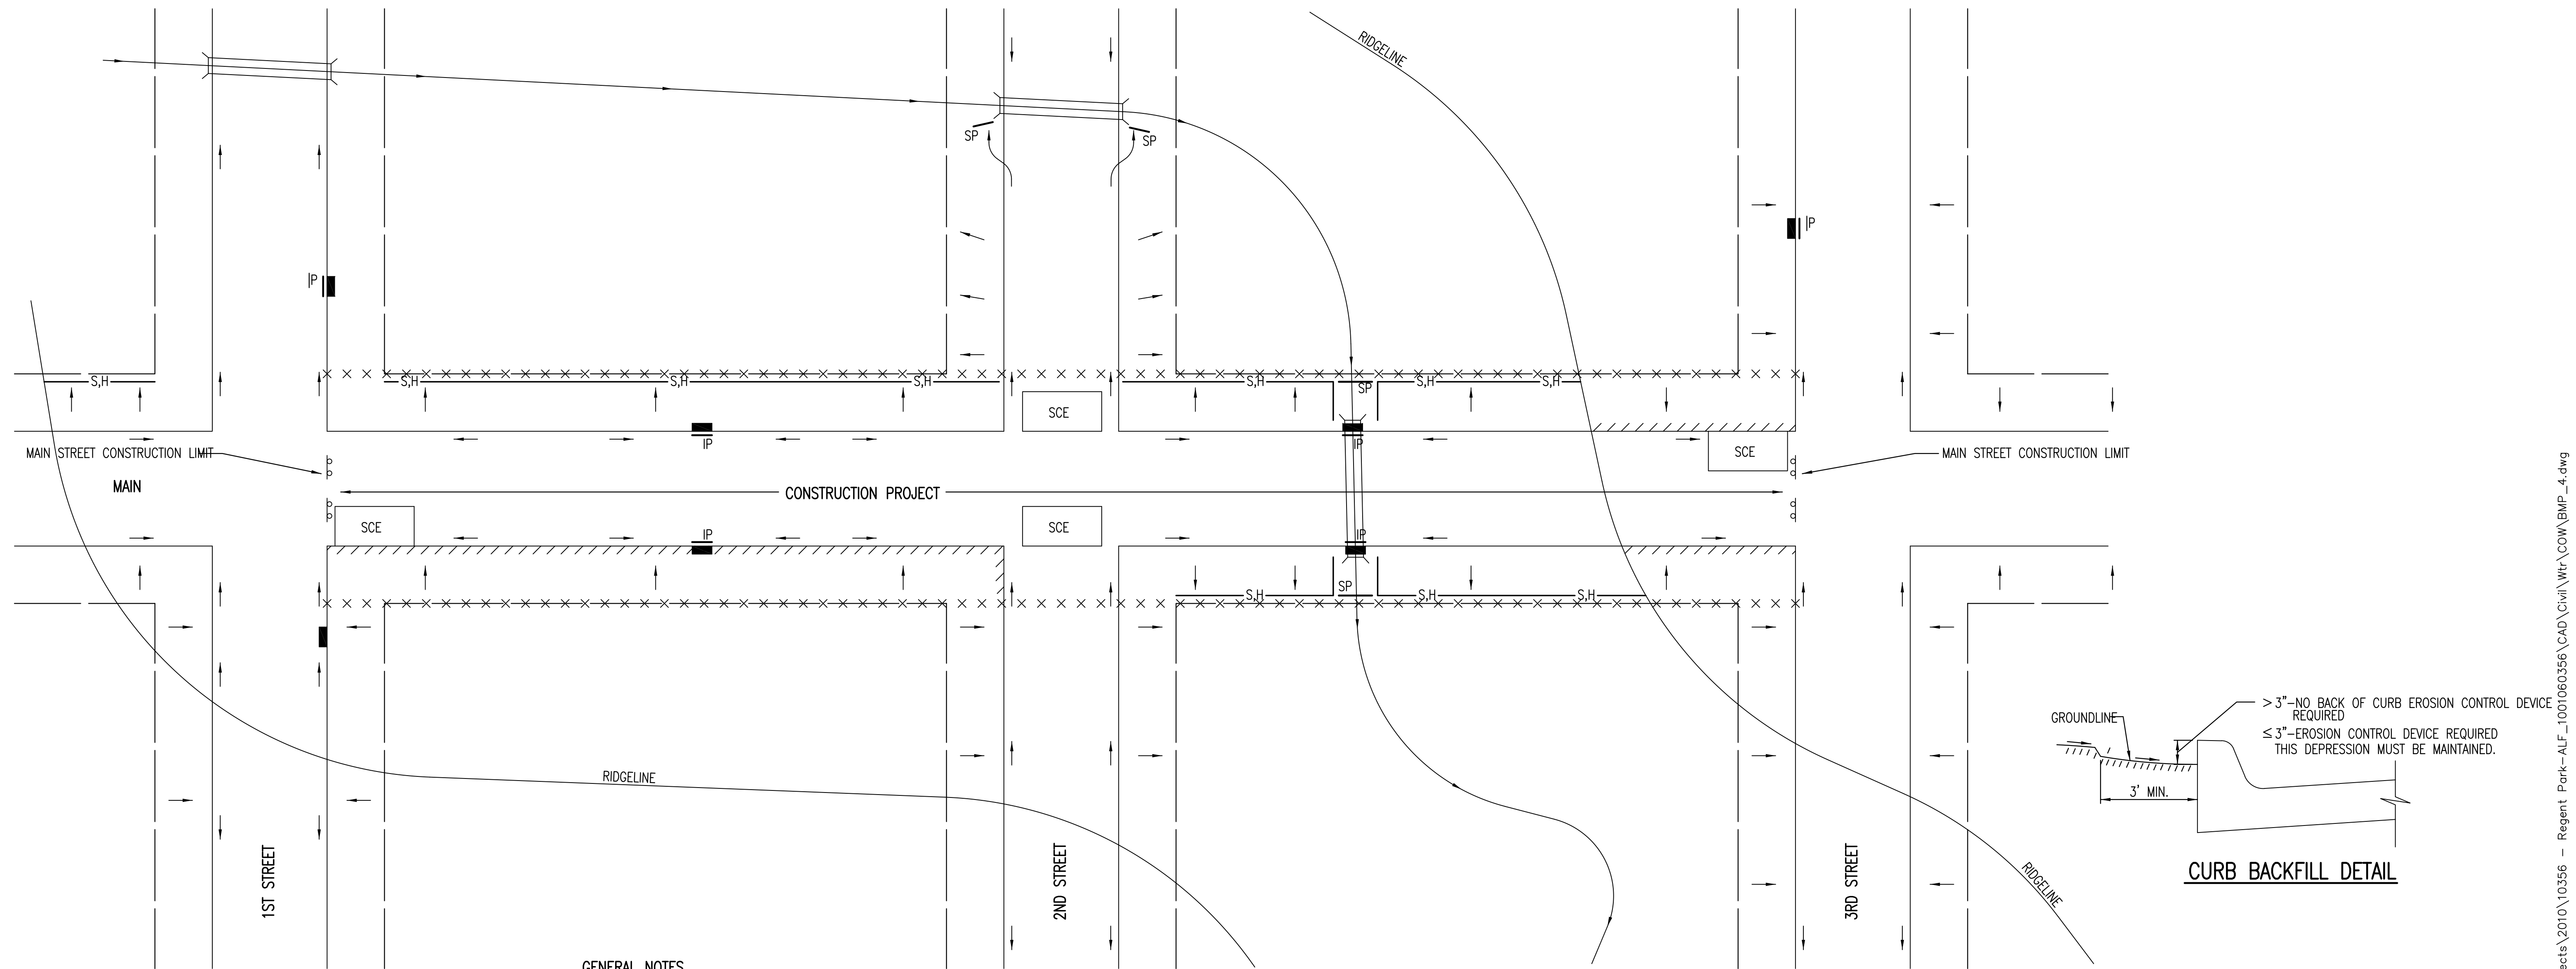 RIDGELINE
SP
SP
IP
IP
S,H
S,H
S,H
S,H
S,H
SP
S,H
S,H
SCE
MAIN STREET CONSTRUCTION LIMIT
IP
IP
SCE
MAIN STREET CONSTRUCTION LIMIT
MAIN
CONSTRUCTION PROJECT
SCE
IP
SCE
IP
S,H
SP
S,H
S,H
RIDGELINE
1ST STREET
2ND STREET
3RD STREET
RIDGELINE
GROUNDLINE
>3"-NO BACK OF CURB EROSION CONTROL DEVICE
REQUIRED
≤3"-EROSION CONTROL DEVICE REQUIRED
THIS DEPRESSION MUST BE MAINTAINED.
3' MIN.
CURB BACKFILL DETAIL
GENERAL NOTES
ects\2010\10356 - Regent Park-ALF_1001060356\CAD\Civil\Wtr\COW\BMP_4.dwg